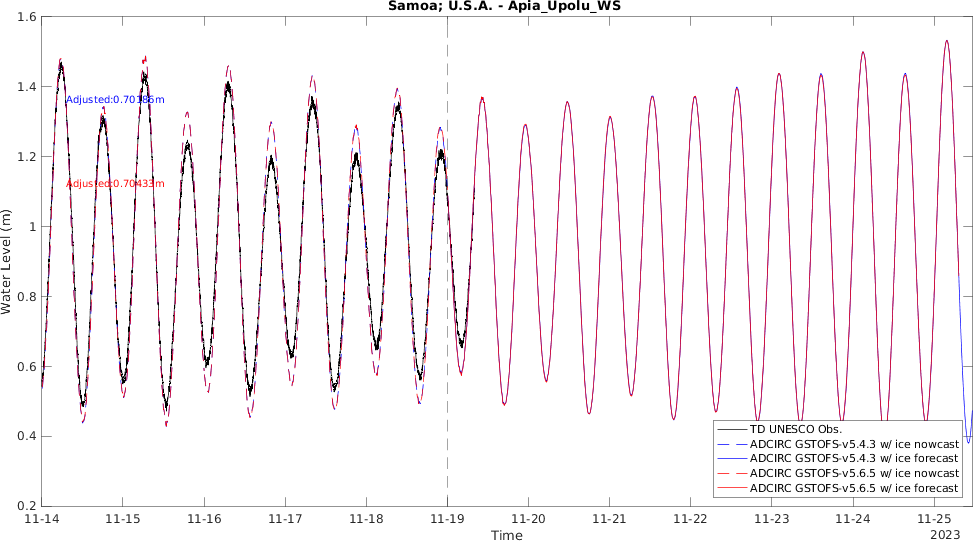 Samoa; U.S.A. - Apia_Upolu_WS
Water Level (m)
1.6
1.4
1.2
1
0.8
0.6
0.4
0.2
Adjusted:0.70186m
Adjusted:0.70433m
TD UNESCO Obs.
ADCIRC GSTOFS-v5.4.3 w/ ice nowcast
ADCIRC GSTOFS-v5.4.3 w/ ice forecast
ADCIRC GSTOFS-v5.6.5 w/ ice nowcast
ADCIRC GSTOFS-v5.6.5 w/ ice forecast
11-14 11-15 11-16 11-17 11-18 11-19 11-20 11-21 11-22 11-23 11-24 11-25
Time
2023